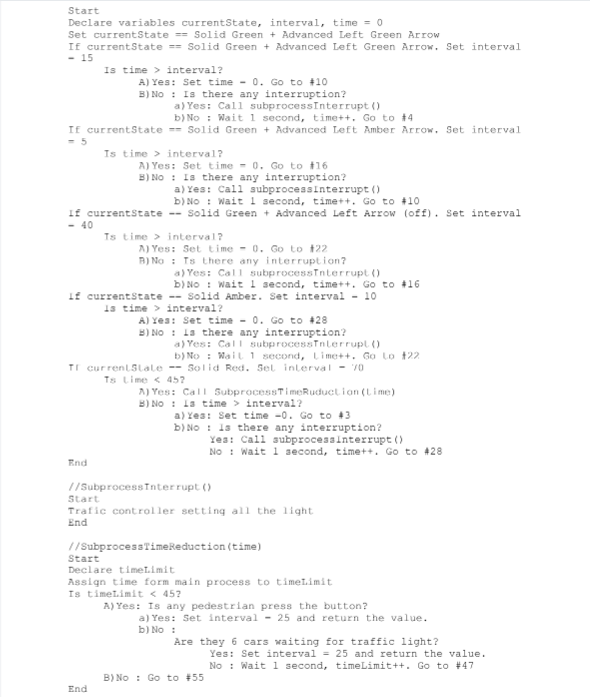 Start
Declare variables currentState, interval, time = 0
Set currentState == Solid Green + Advanced Left Green Arrow
If currentState == Solid Green + Advanced Left Green Arrow. Set interval
= 15
Is time > interval?
A)Yes: Set time = 0. Go to #10
B)No : Is there any interruption?
a)Yes: Call subprocessInterrupt()
b)No : Wait 1 second, time++. Go to #4
If currentState == Solid Green + Advanced Left Amber Arrow. Set interval
= 5
Is time > interval?
A)Yes: Set time = 0. Go to #16
B)No : Is there any interruption?
a)Yes: Call subprocessInterrupt()
b)No : Wait 1 second, time++. Go to #10
If currentState == Solid Green + Advanced Left Arrow (off). Set interval
= 40
Is time > interval?
A)Yes: Set time = 0. Go to #22
B)No : Is there any interruption?
a)Yes: Call subprocessInterrupt()
b)No : Wait 1 second, time++. Go to #16
If currentState == Solid Amber. Set interval = 10
Is time > interval?
A)Yes: Set time = 0. Go to #28
B)No : Is there any interruption?
a)Yes: Call subprocessInterrupt()
b)No : Wait 1 second, time++. Go to #22
If currentState == Solid Red. Set interval = 70
Is time < 45?
A)Yes: Call SubprocessTimeRuduction(time)
B)No : Is time > interval?
a)Yes: Set time =0. Go to #3
b)No : Is there any interruption?
Yes: Call subprocessInterrupt()
No : Wait 1 second, time++. Go to #28
End
//SubprocessInterrupt()
Start
Trafic controller setting all the light
End
//SubprocessTimeReduction(time)
Start
Declare timeLimit
Assign time form main process to timeLimit
Is timeLimit < 45?
A)Yes: Is any pedestrian press the button?
a)Yes: Set interval = 25 and return the value.
b)No :
Are they 6 cars waiting for traffic light?
Yes: Set interval = 25 and return the value.
No : Wait 1 second, timeLimit++. Go to #47
B)No : Go to #55
End